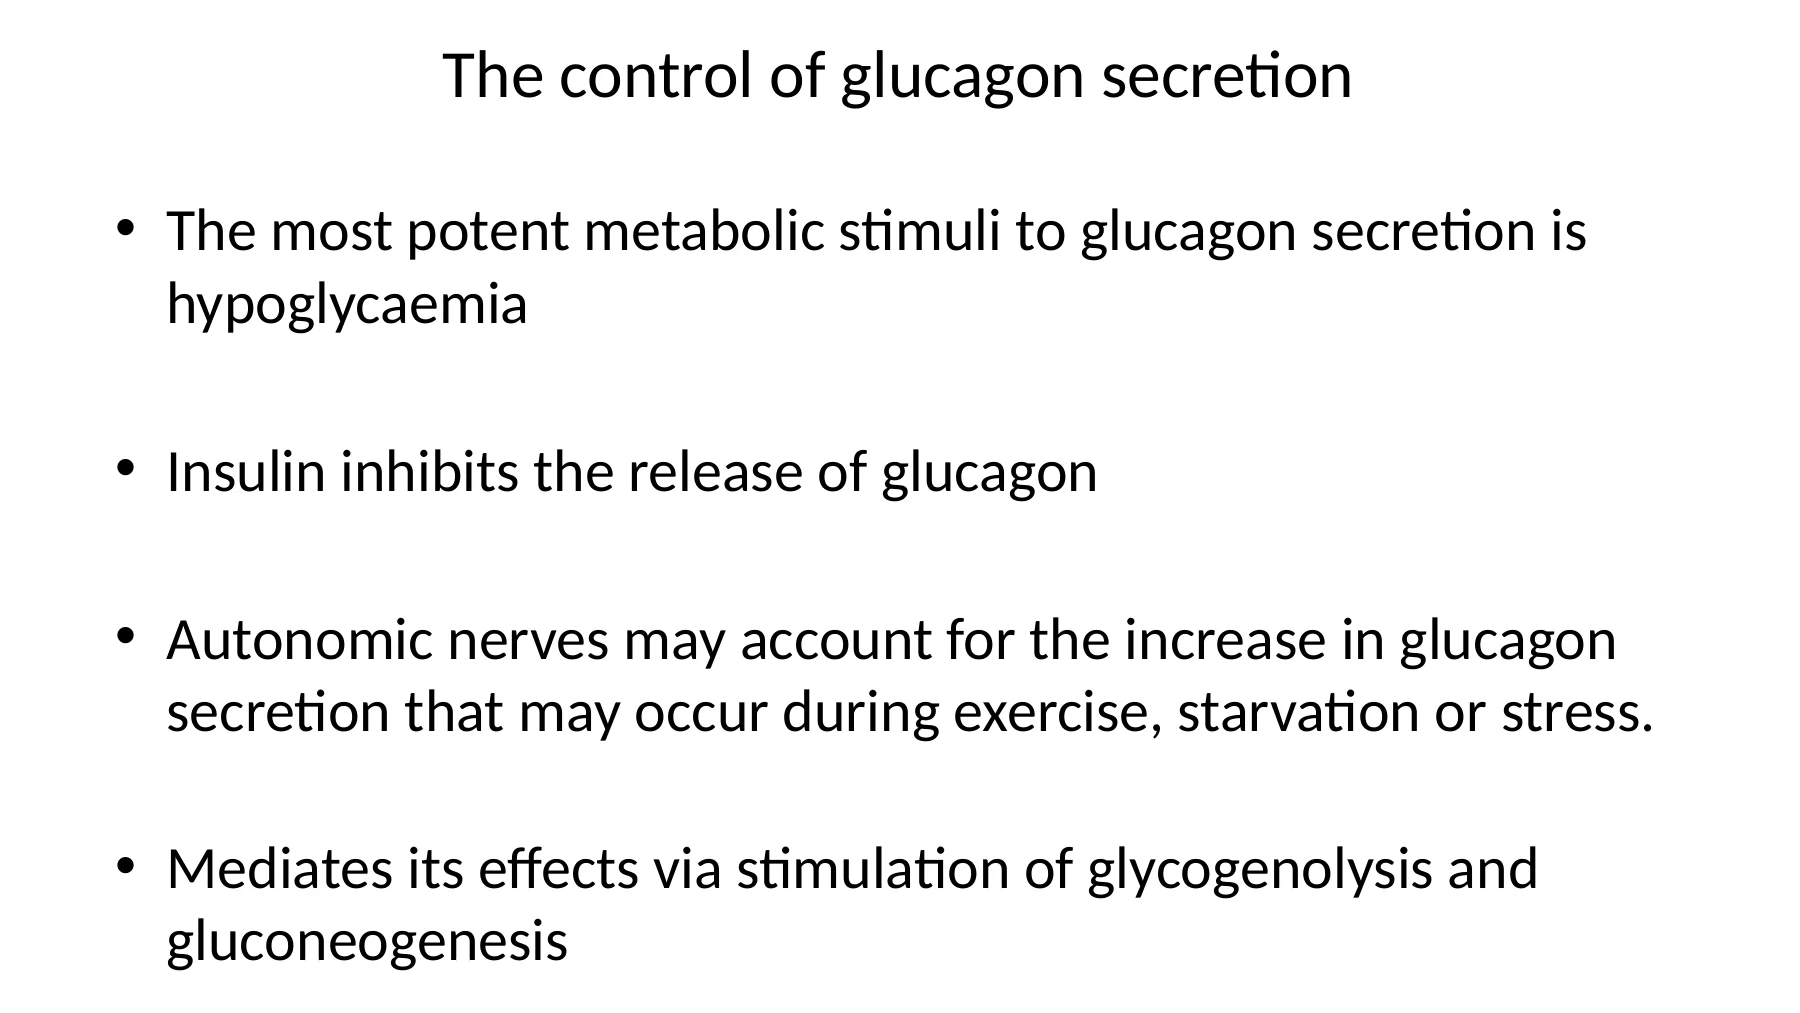 The control of glucagon secretion
• The most potent metabolic stimuli to glucagon secretion is
hypoglycaemia
• Insulin inhibits the release of glucagon
• Autonomic nerves may account for the increase in glucagon
secretion that may occur during exercise, starvation or stress.
• Mediates its effects via stimulation of glycogenolysis and
gluconeogenesis